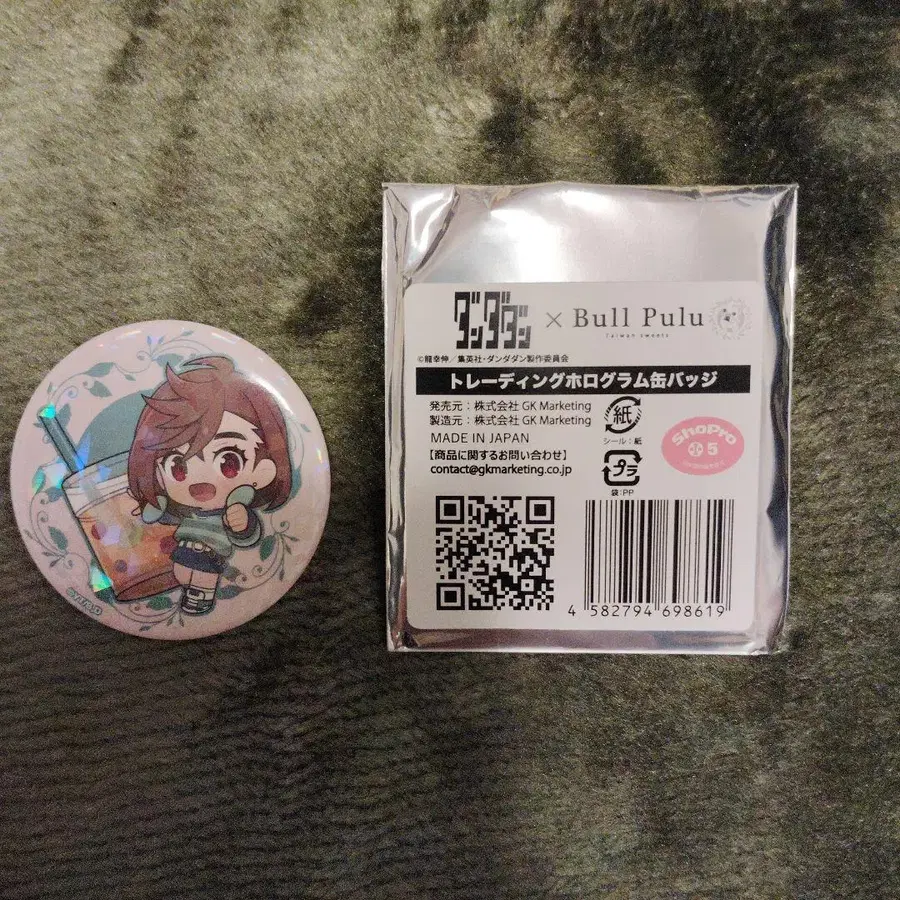 ダンダダン × Bull Pulu
Taiwan sweets
©龍幸伸／集英社・ダンダダン製作委員会
トレーディングホログラム缶バッジ
発売元：株式会社 GK Marketing
製造元：株式会社 GK Marketing
MADE IN JAPAN
【商品に関するお問い合わせ】
contact@gkmarketing.co.jp
紙
シール：紙
プラ
袋：PP
ShoPro
5
4 582794 698619